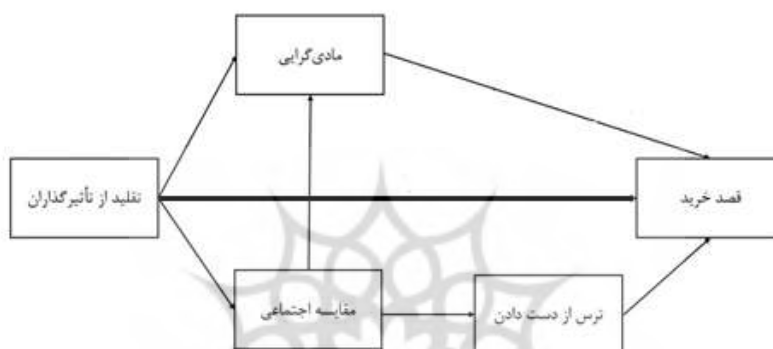 مادی‌گرایی
تقلید از تأثیرگذاران
قصد خرید
مقایسه اجتماعی
ترس از دست دادن